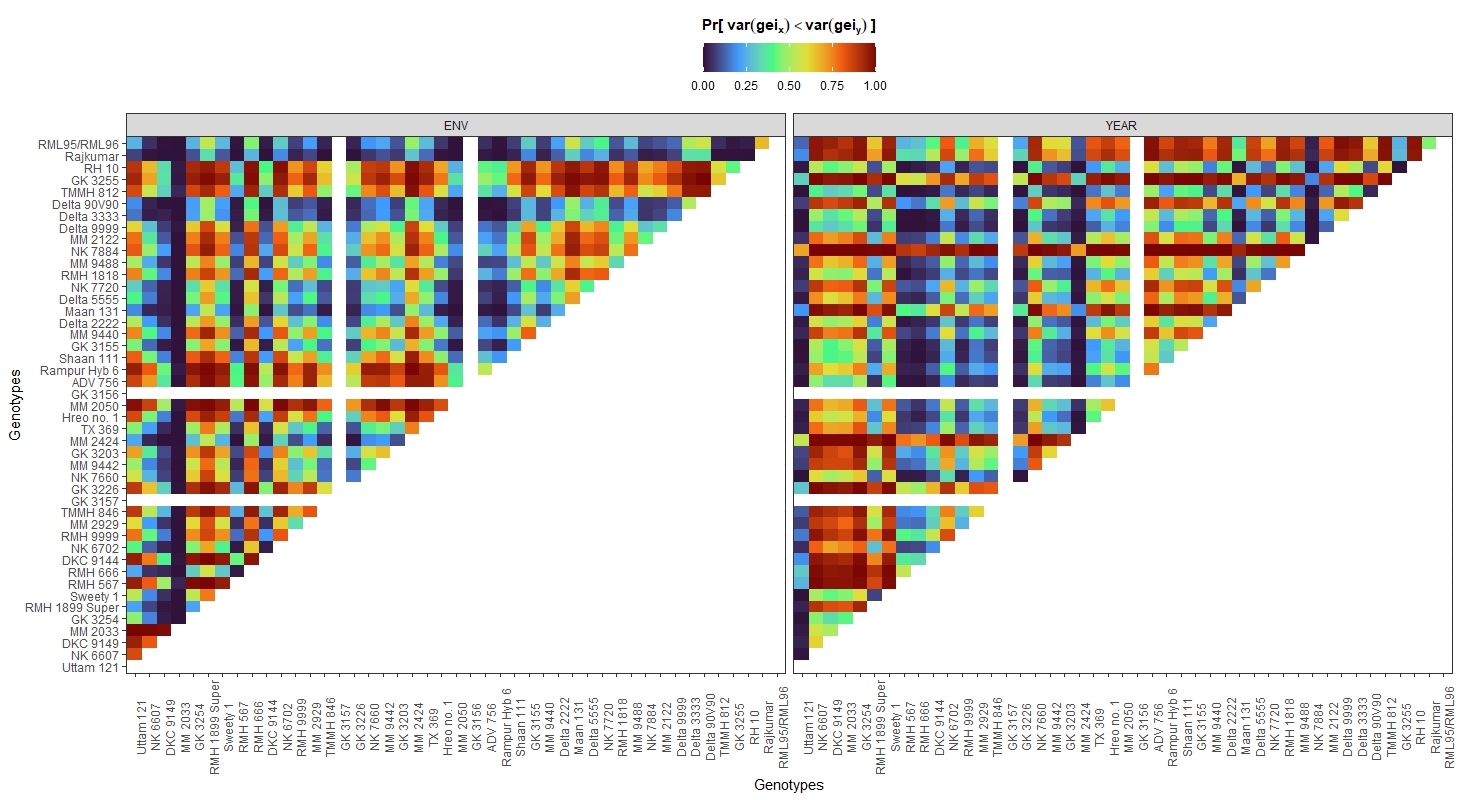 Pr[ var(geiₓ) < var(geiᵧ) ]
0.00 0.25 0.50 0.75 1.00
ENV
YEAR
Genotypes
RML95/RML96
Rajkumar
RH 10
GK 3255
TMMH 812
Delta 90V90
Delta 3333
Delta 9999
MM 2122
NK 7884
MM 9488
RMH 1818
NK 7720
Delta 5555
Maan 131
Delta 2222
MM 9440
GK 3155
Shaan 111
Rampur Hyb 6
ADV 756
GK 3156
MM 2050
Hreo no. 1
TX 369
MM 2424
GK 3203
MM 9442
NK 7660
GK 3226
GK 3157
TMMH 846
MM 2929
RMH 9999
NK 6702
DKC 9144
RMH 666
RMH 567
Sweety 1
RMH 1899 Super
GK 3254
MM 2033
DKC 9149
NK 6607
Uttam 121
Uttam 121
NK 6607
DKC 9149
MM 2033
GK 3254
RMH 1899 Super
Sweety 1
RMH 567
RMH 666
DKC 9144
NK 6702
RMH 9999
MM 2929
TMMH 846
GK 3157
GK 3226
NK 7660
MM 9442
GK 3203
MM 2424
TX 369
Hreo no. 1
MM 2050
GK 3156
ADV 756
Rampur Hyb 6
Shaan 111
GK 3155
MM 9440
Delta 2222
Maan 131
Delta 5555
NK 7720
RMH 1818
MM 9488
NK 7884
MM 2122
Delta 9999
Delta 3333
Delta 90V90
TMMH 812
GK 3255
RH 10
Rajkumar
RML95/RML96
Uttam 121
NK 6607
DKC 9149
MM 2033
GK 3254
RMH 1899 Super
Sweety 1
RMH 567
RMH 666
DKC 9144
NK 6702
RMH 9999
MM 2929
TMMH 846
GK 3157
GK 3226
NK 7660
MM 9442
GK 3203
MM 2424
TX 369
Hreo no. 1
MM 2050
GK 3156
ADV 756
Rampur Hyb 6
Shaan 111
GK 3155
MM 9440
Delta 2222
Maan 131
Delta 5555
NK 7720
RMH 1818
MM 9488
NK 7884
MM 2122
Delta 9999
Delta 3333
Delta 90V90
TMMH 812
GK 3255
RH 10
Rajkumar
RML95/RML96
Genotypes